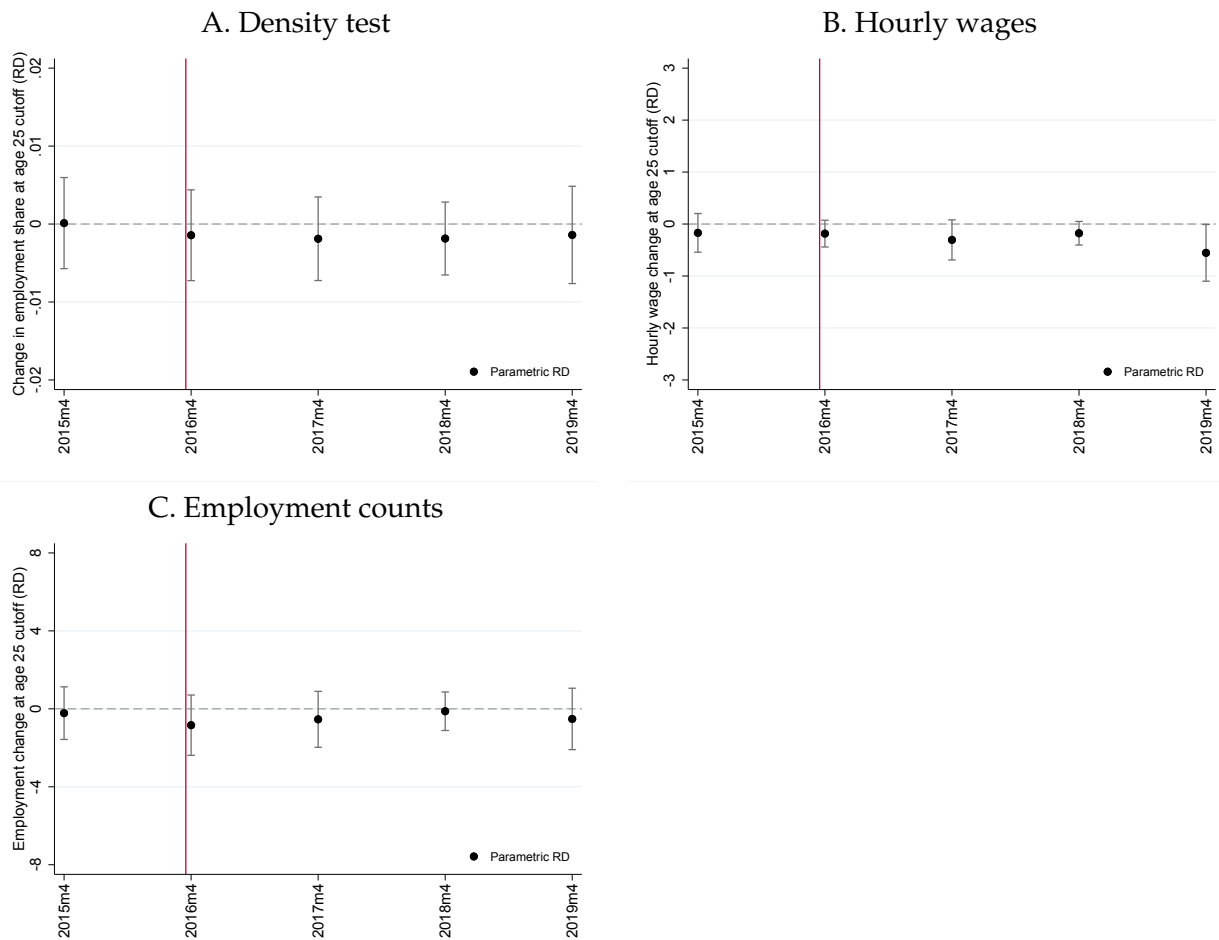 A. Density test
Change in employment share at age 25 cutoff (RD)
.02
.01
0
-.01
-.02
Parametric RD
2015m4
2016m4
2017m4
2018m4
2019m4
B. Hourly wages
Hourly wage change at age 25 cutoff (RD)
3
2
1
0
-1
-2
-3
Parametric RD
2015m4
2016m4
2017m4
2018m4
2019m4
C. Employment counts
Employment change at age 25 cutoff (RD)
8
4
0
-4
-8
Parametric RD
2015m4
2016m4
2017m4
2018m4
2019m4